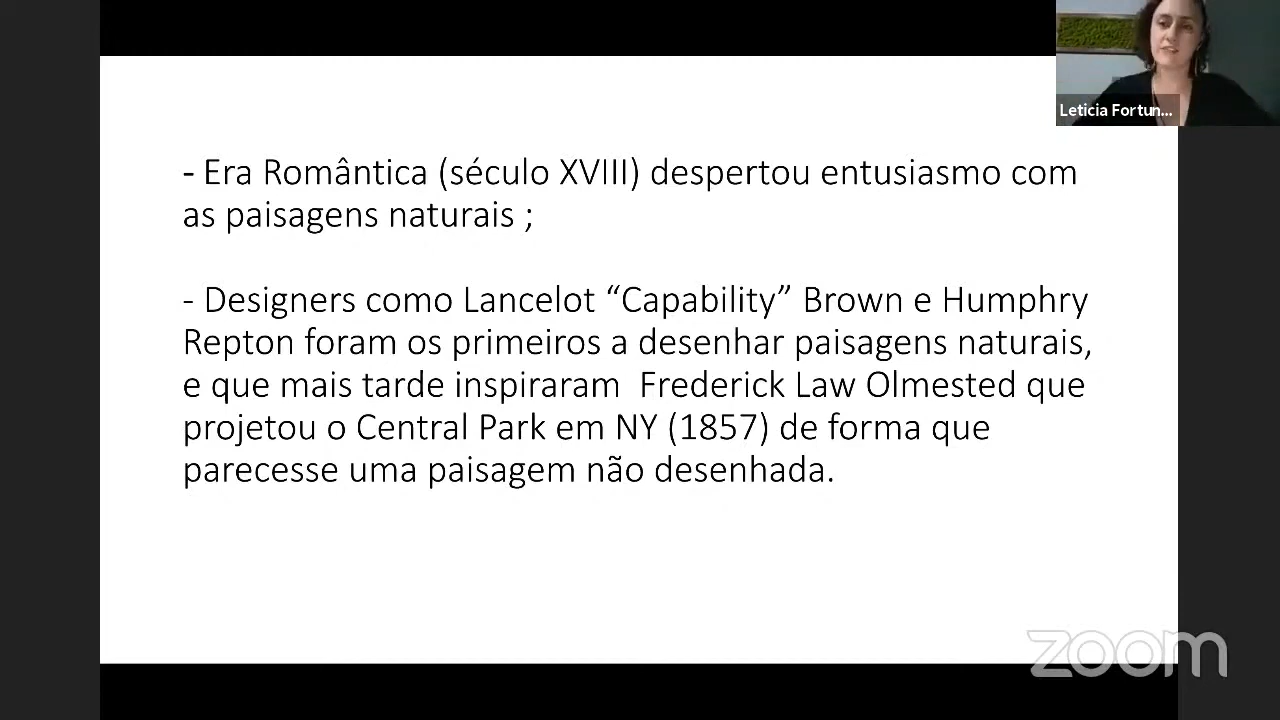 Leticia Fortun...
- Era Romântica (século XVIII) despertou entusiasmo com
as paisagens naturais ;
- Designers como Lancelot “Capability” Brown e Humphry
Repton foram os primeiros a desenhar paisagens naturais,
e que mais tarde inspiraram  Frederick Law Olmested que
projetou o Central Park em NY (1857) de forma que
parecesse uma paisagem não desenhada.
zoom